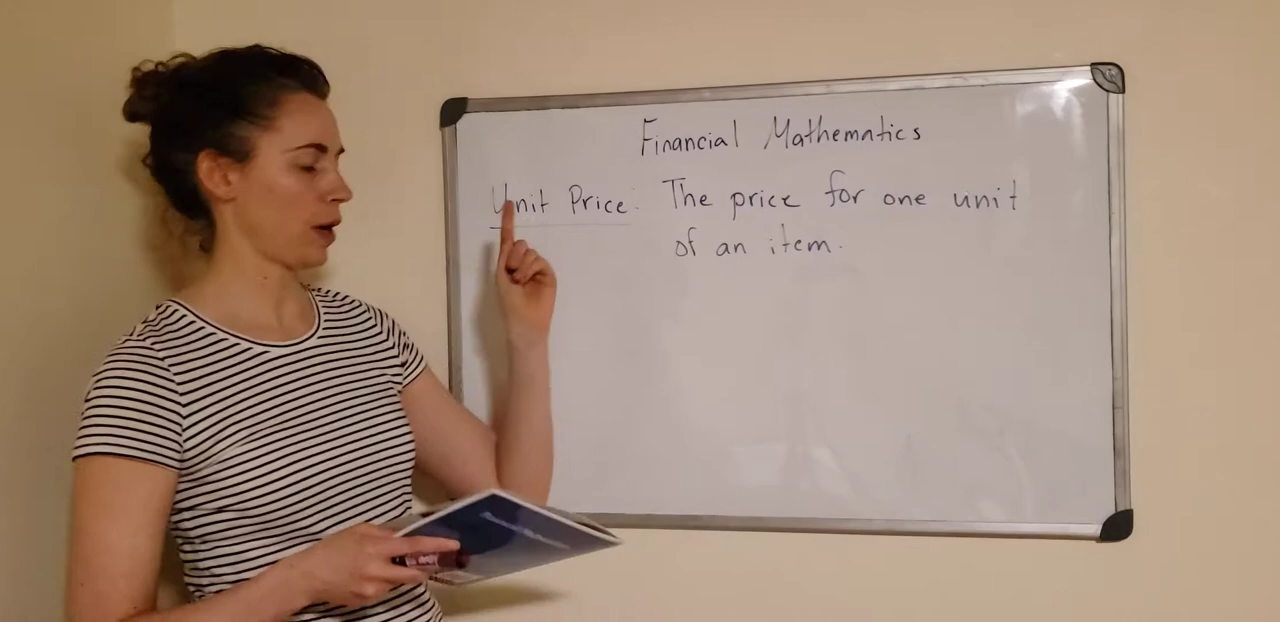 Financial Mathematics
Unit Price: The price for one unit
of an item.